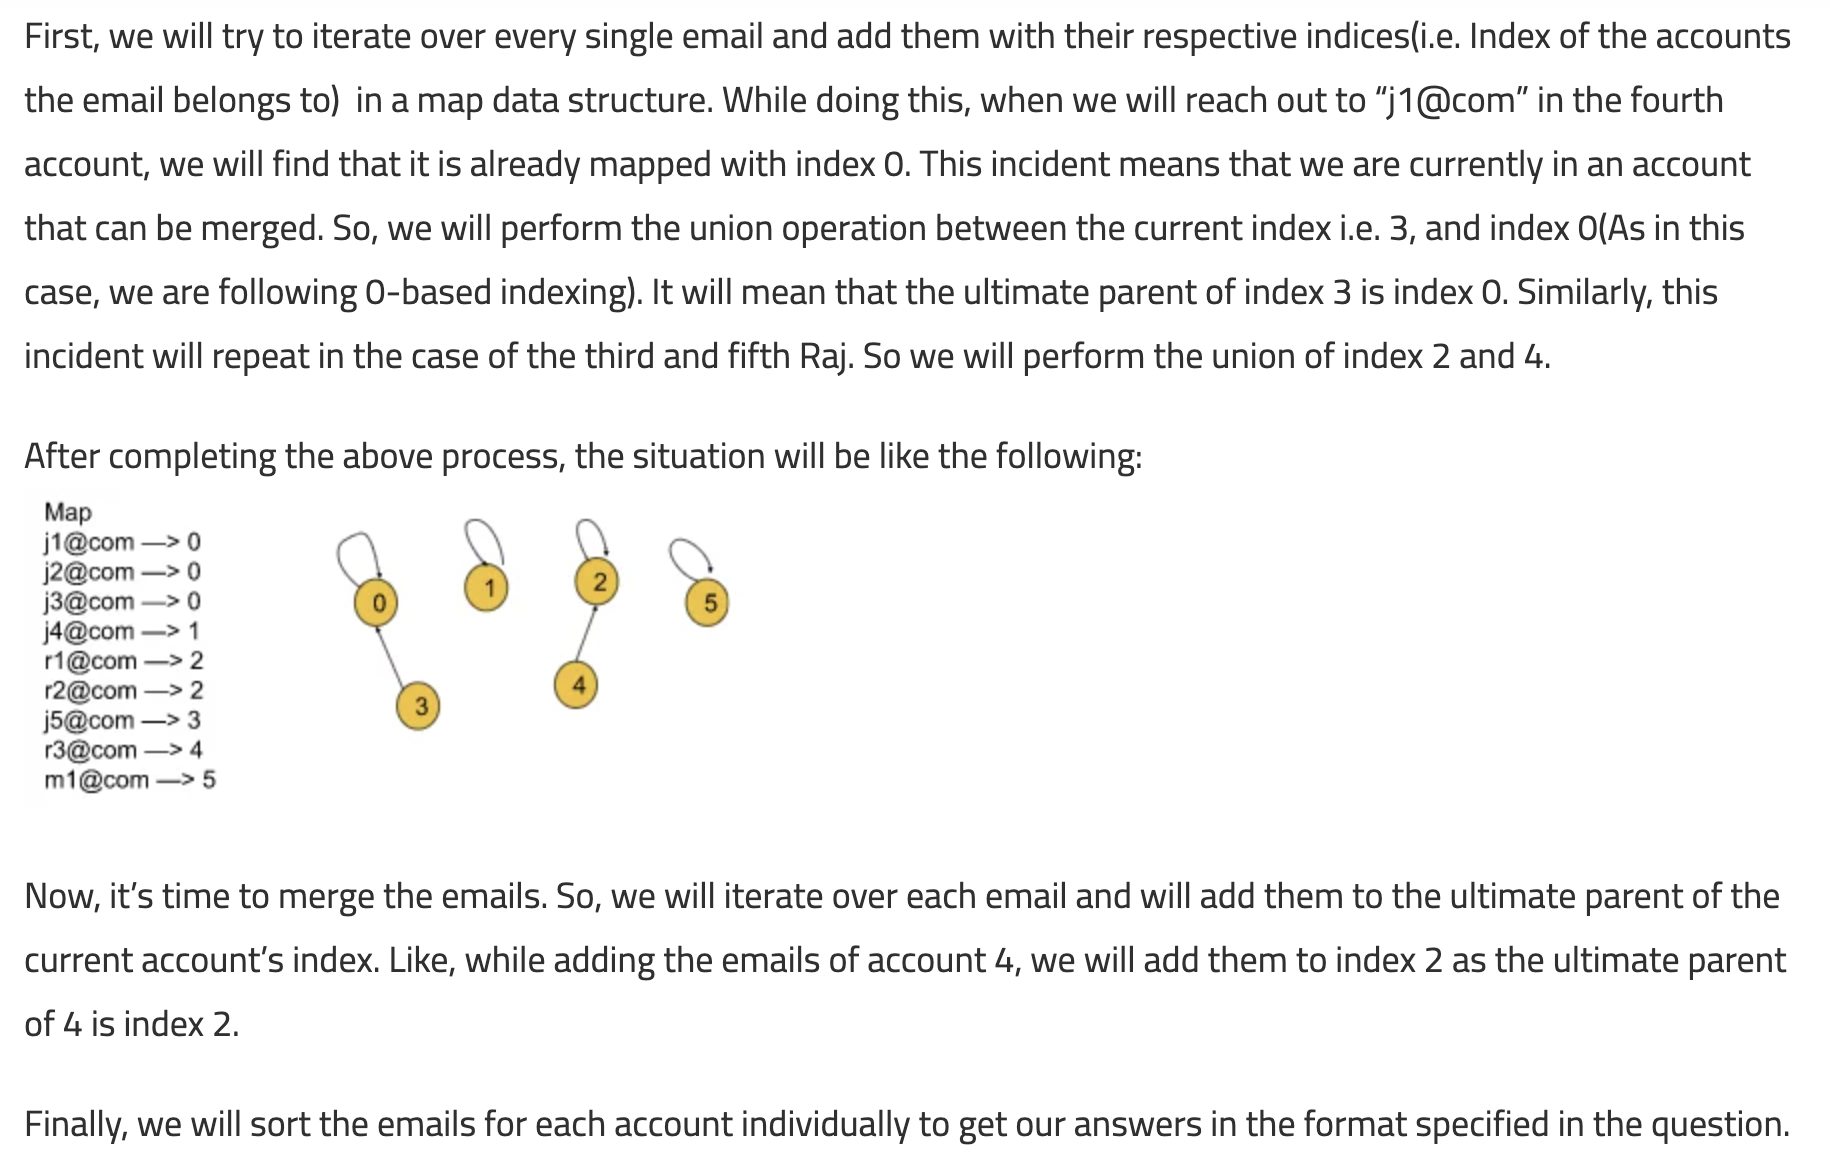 First, we will try to iterate over every single email and add them with their respective indices(i.e. Index of the accounts
the email belongs to)  in a map data structure. While doing this, when we will reach out to “j1@com” in the fourth
account, we will find that it is already mapped with index 0. This incident means that we are currently in an account
that can be merged. So, we will perform the union operation between the current index i.e. 3, and index 0(As in this
case, we are following 0-based indexing). It will mean that the ultimate parent of index 3 is index 0. Similarly, this
incident will repeat in the case of the third and fifth Raj. So we will perform the union of index 2 and 4.
After completing the above process, the situation will be like the following:
Map
j1@com —> 0
j2@com —> 0
j3@com —> 0
j4@com —> 1
r1@com —> 2
r2@com —> 2
j5@com —> 3
r3@com —> 4
m1@com —> 5
0
1
2
5
3
4
Now, it’s time to merge the emails. So, we will iterate over each email and will add them to the ultimate parent of the
current account’s index. Like, while adding the emails of account 4, we will add them to index 2 as the ultimate parent
of 4 is index 2.
Finally, we will sort the emails for each account individually to get our answers in the format specified in the question.